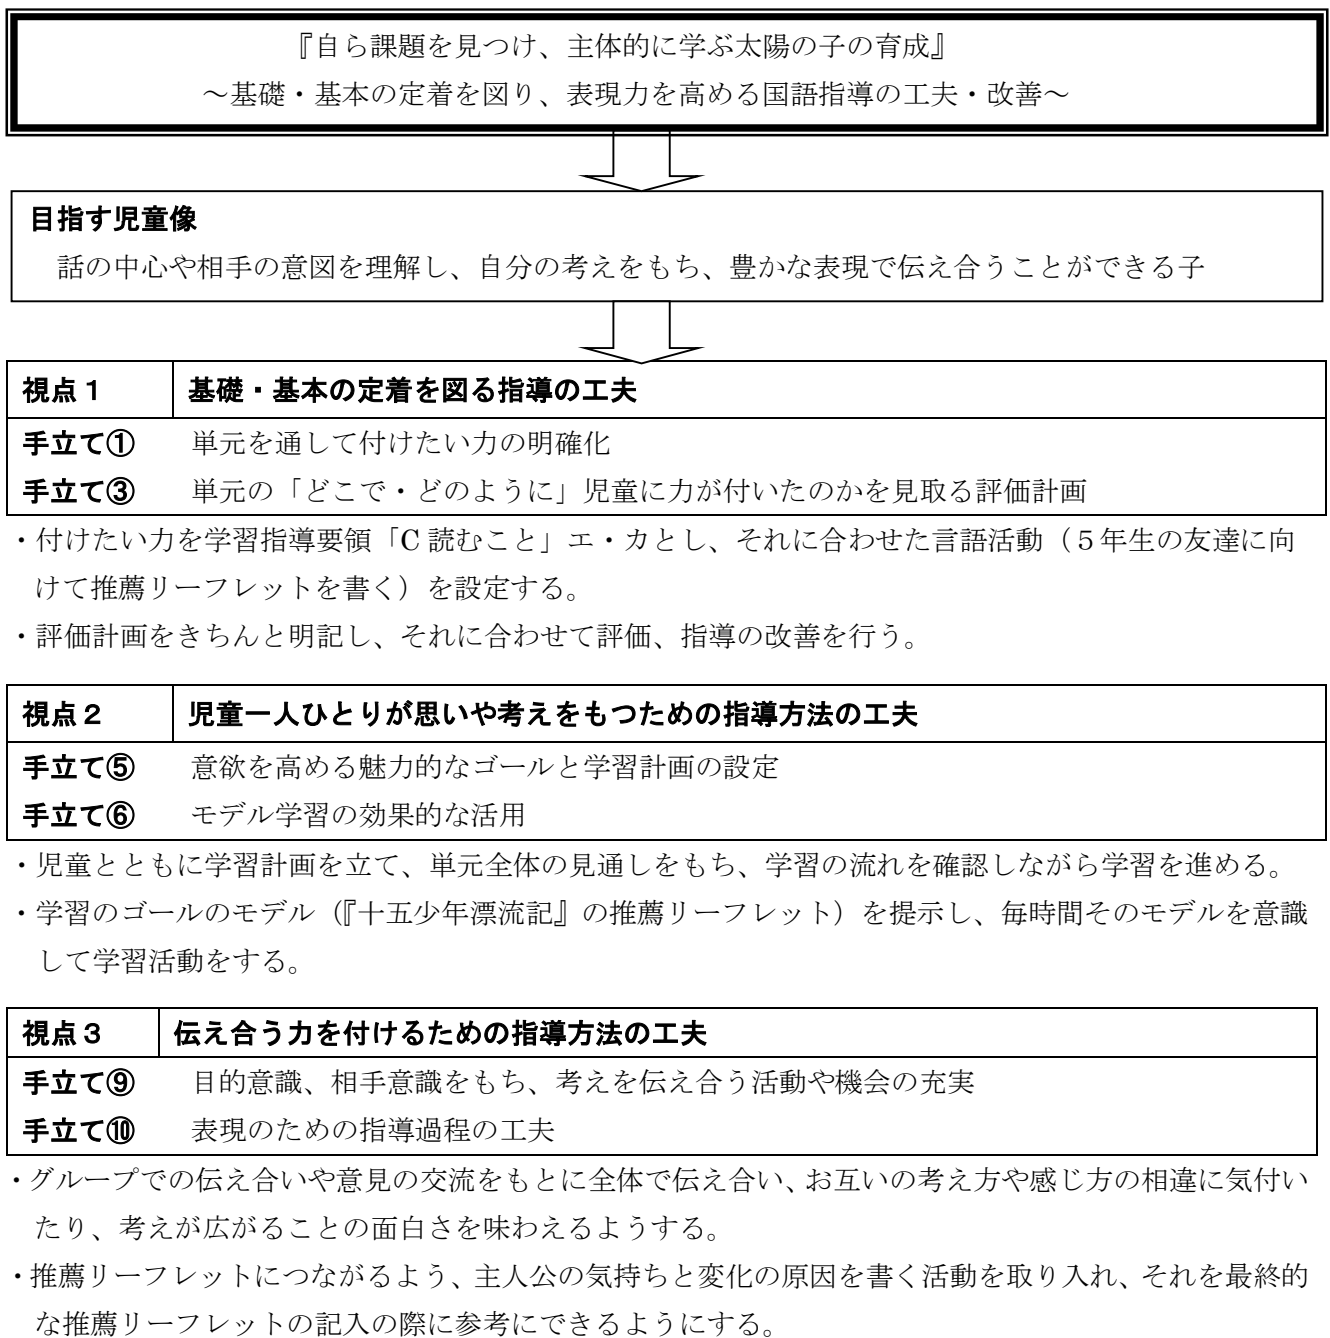 『自ら課題を見つけ、主体的に学ぶ太陽の子の育成』
～基礎・基本の定着を図り、表現力を高める国語指導の工夫・改善～
目指す児童像
話の中心や相手の意図を理解し、自分の考えをもち、豊かな表現で伝え合うことができる子
視点１ 基礎・基本の定着を図る指導の工夫
手立て① 単元を通して付けたい力の明確化
手立て③ 単元の「どこで・どのように」児童に力が付いたのかを見取る評価計画
・付けたい力を学習指導要領「C 読むこと」エ・カとし、それに合わせた言語活動（５年生の友達に向
けて推薦リーフレットを書く）を設定する。
・評価計画をきちんと明記し、それに合わせて評価、指導の改善を行う。
視点２ 児童一人ひとりが思いや考えをもつための指導方法の工夫
手立て⑤ 意欲を高める魅力的なゴールと学習計画の設定
手立て⑥ モデル学習の効果的な活用
・児童とともに学習計画を立て、単元全体の見通しをもち、学習の流れを確認しながら学習を進める。
・学習のゴールのモデル（『十五少年漂流記』の推薦リーフレット）を提示し、毎時間そのモデルを意識
して学習活動をする。
視点３ 伝え合う力を付けるための指導方法の工夫
手立て⑨ 目的意識、相手意識をもち、考えを伝え合う活動や機会の充実
手立て⑩ 表現のための指導過程の工夫
・グループでの伝え合いや意見の交流をもとに全体で伝え合い、お互いの考え方や感じ方の相違に気付い
たり、考えが広がることの面白さを味わえるようする。
・推薦リーフレットにつながるよう、主人公の気持ちと変化の原因を書く活動を取り入れ、それを最終的
な推薦リーフレットの記入の際に参考にできるようにする。